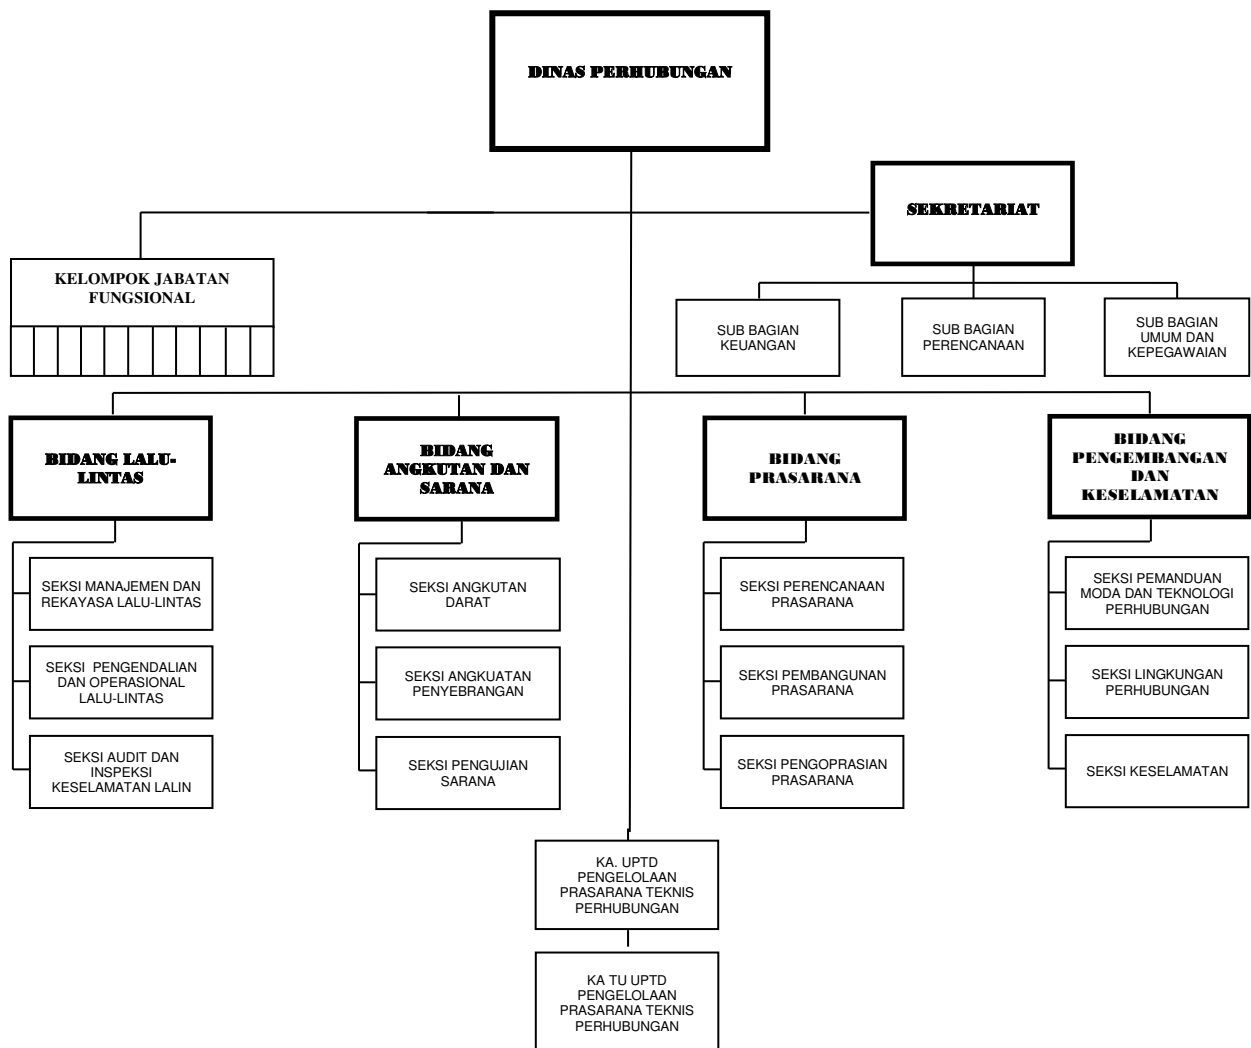 DINAS PERHUBUNGAN
SEKRETARIAT
KELOMPOK JABATAN
FUNGSIONAL
SUB BAGIAN
KEUANGAN
SUB BAGIAN
PERENCANAAN
SUB BAGIAN
UMUM DAN
KEPEGAWAIAN
BIDANG LALU-
LINTAS
BIDANG
ANGKUTAN DAN
SARANA
BIDANG
PRASARANA
BIDANG
PENGEMBANGAN
DAN
KESELAMATAN
SEKSI MANAJEMEN DAN
REKAYASA LALU-LINTAS
SEKSI ANGKUTAN
DARAT
SEKSI PERENCANAAN
PRASARANA
SEKSI PEMANDUAN
MODA DAN TEKNOLOGI
PERHUBUNGAN
SEKSI  PENGENDALIAN
DAN OPERASIONAL
LALU-LINTAS
SEKSI ANGKUATAN
PENYEBRANGAN
SEKSI PEMBANGUNAN
PRASARANA
SEKSI LINGKUNGAN
PERHUBUNGAN
SEKSI AUDIT DAN
INSPEKSI
KESELAMATAN LALIN
SEKSI PENGUJIAN
SARANA
SEKSI PENGOPRASIAN
PRASARANA
SEKSI KESELAMATAN
KA. UPTD
PENGELOLAAN
PRASARANA TEKNIS
PERHUBUNGAN
KA TU UPTD
PENGELOLAAN
PRASARANA TEKNIS
PERHUBUNGAN